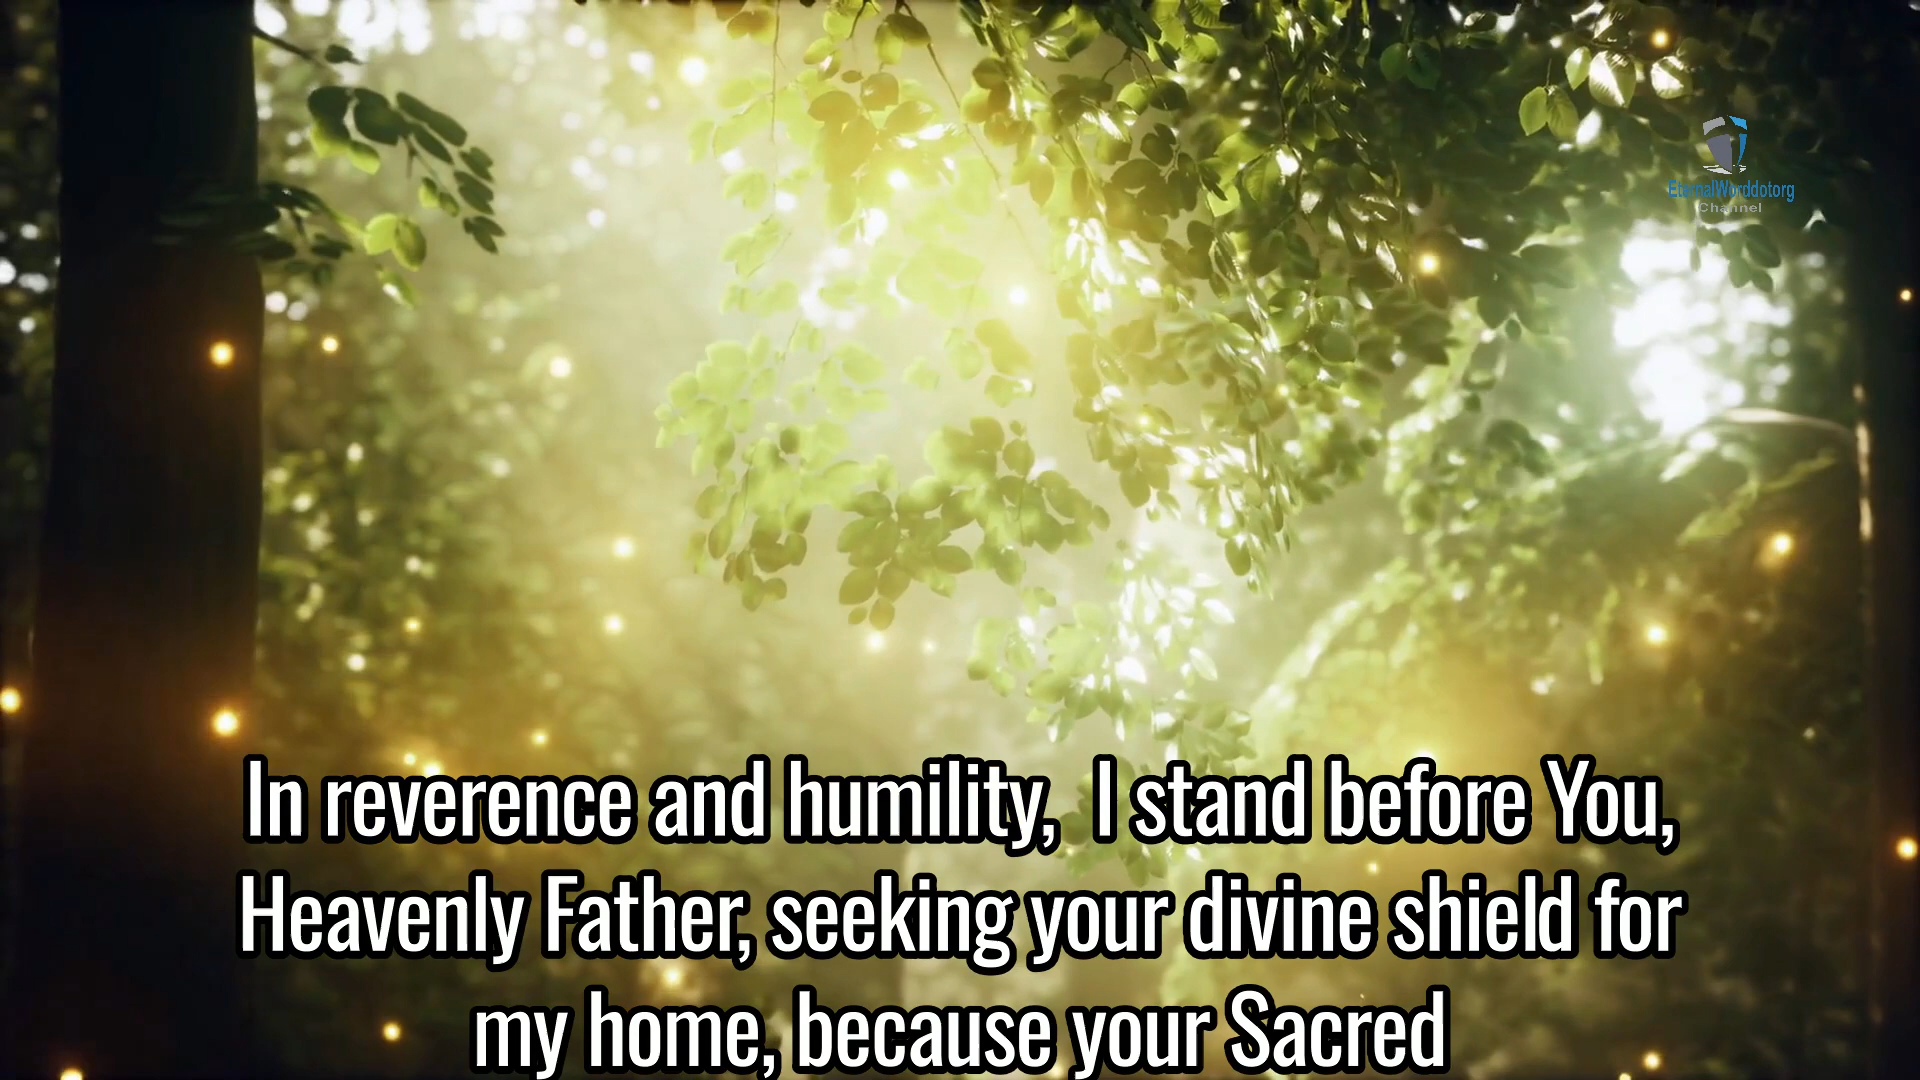 EternalWorddotorg
Channel
In reverence and humility,  I stand before You,
Heavenly Father, seeking your divine shield for
my home, because your Sacred